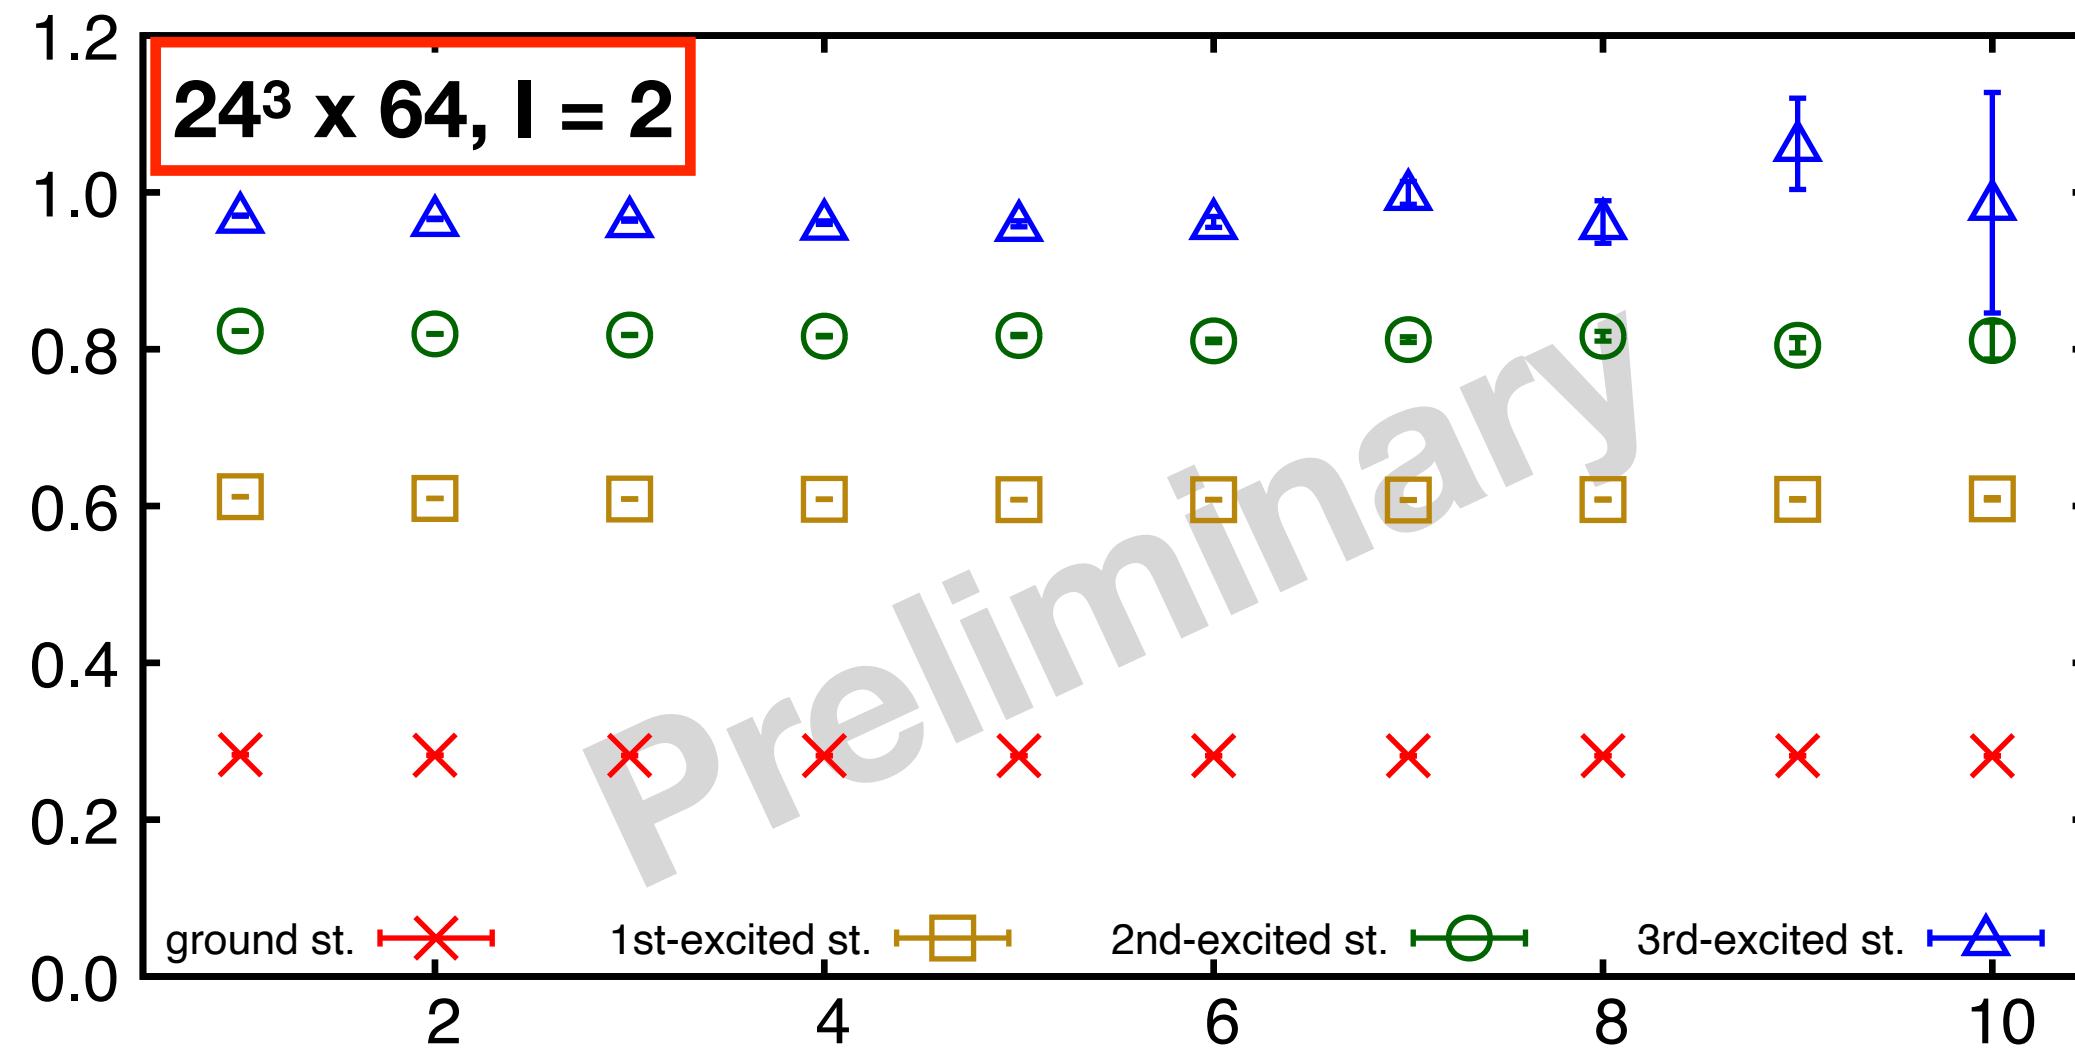 1.2
24³ x 64, I = 2
1.0
0.8
0.6
0.4
0.2
0.0
Preliminary
ground st.
1st-excited st.
2nd-excited st.
3rd-excited st.
2 4 6 8 10